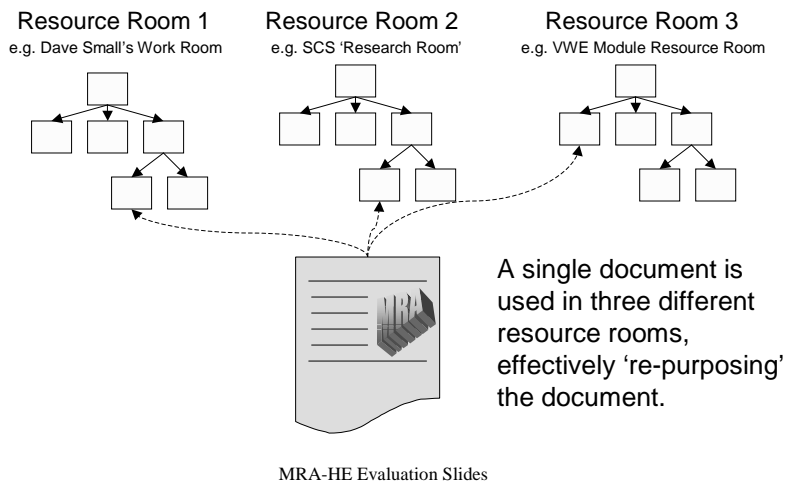 Resource Room 1
e.g. Dave Small's Work Room
Resource Room 2
e.g. SCS 'Research Room'
Resource Room 3
e.g. VWE Module Resource Room
MRA
A single document is
used in three different
resource rooms,
effectively 're-purposing'
the document.
MRA-HE Evaluation Slides